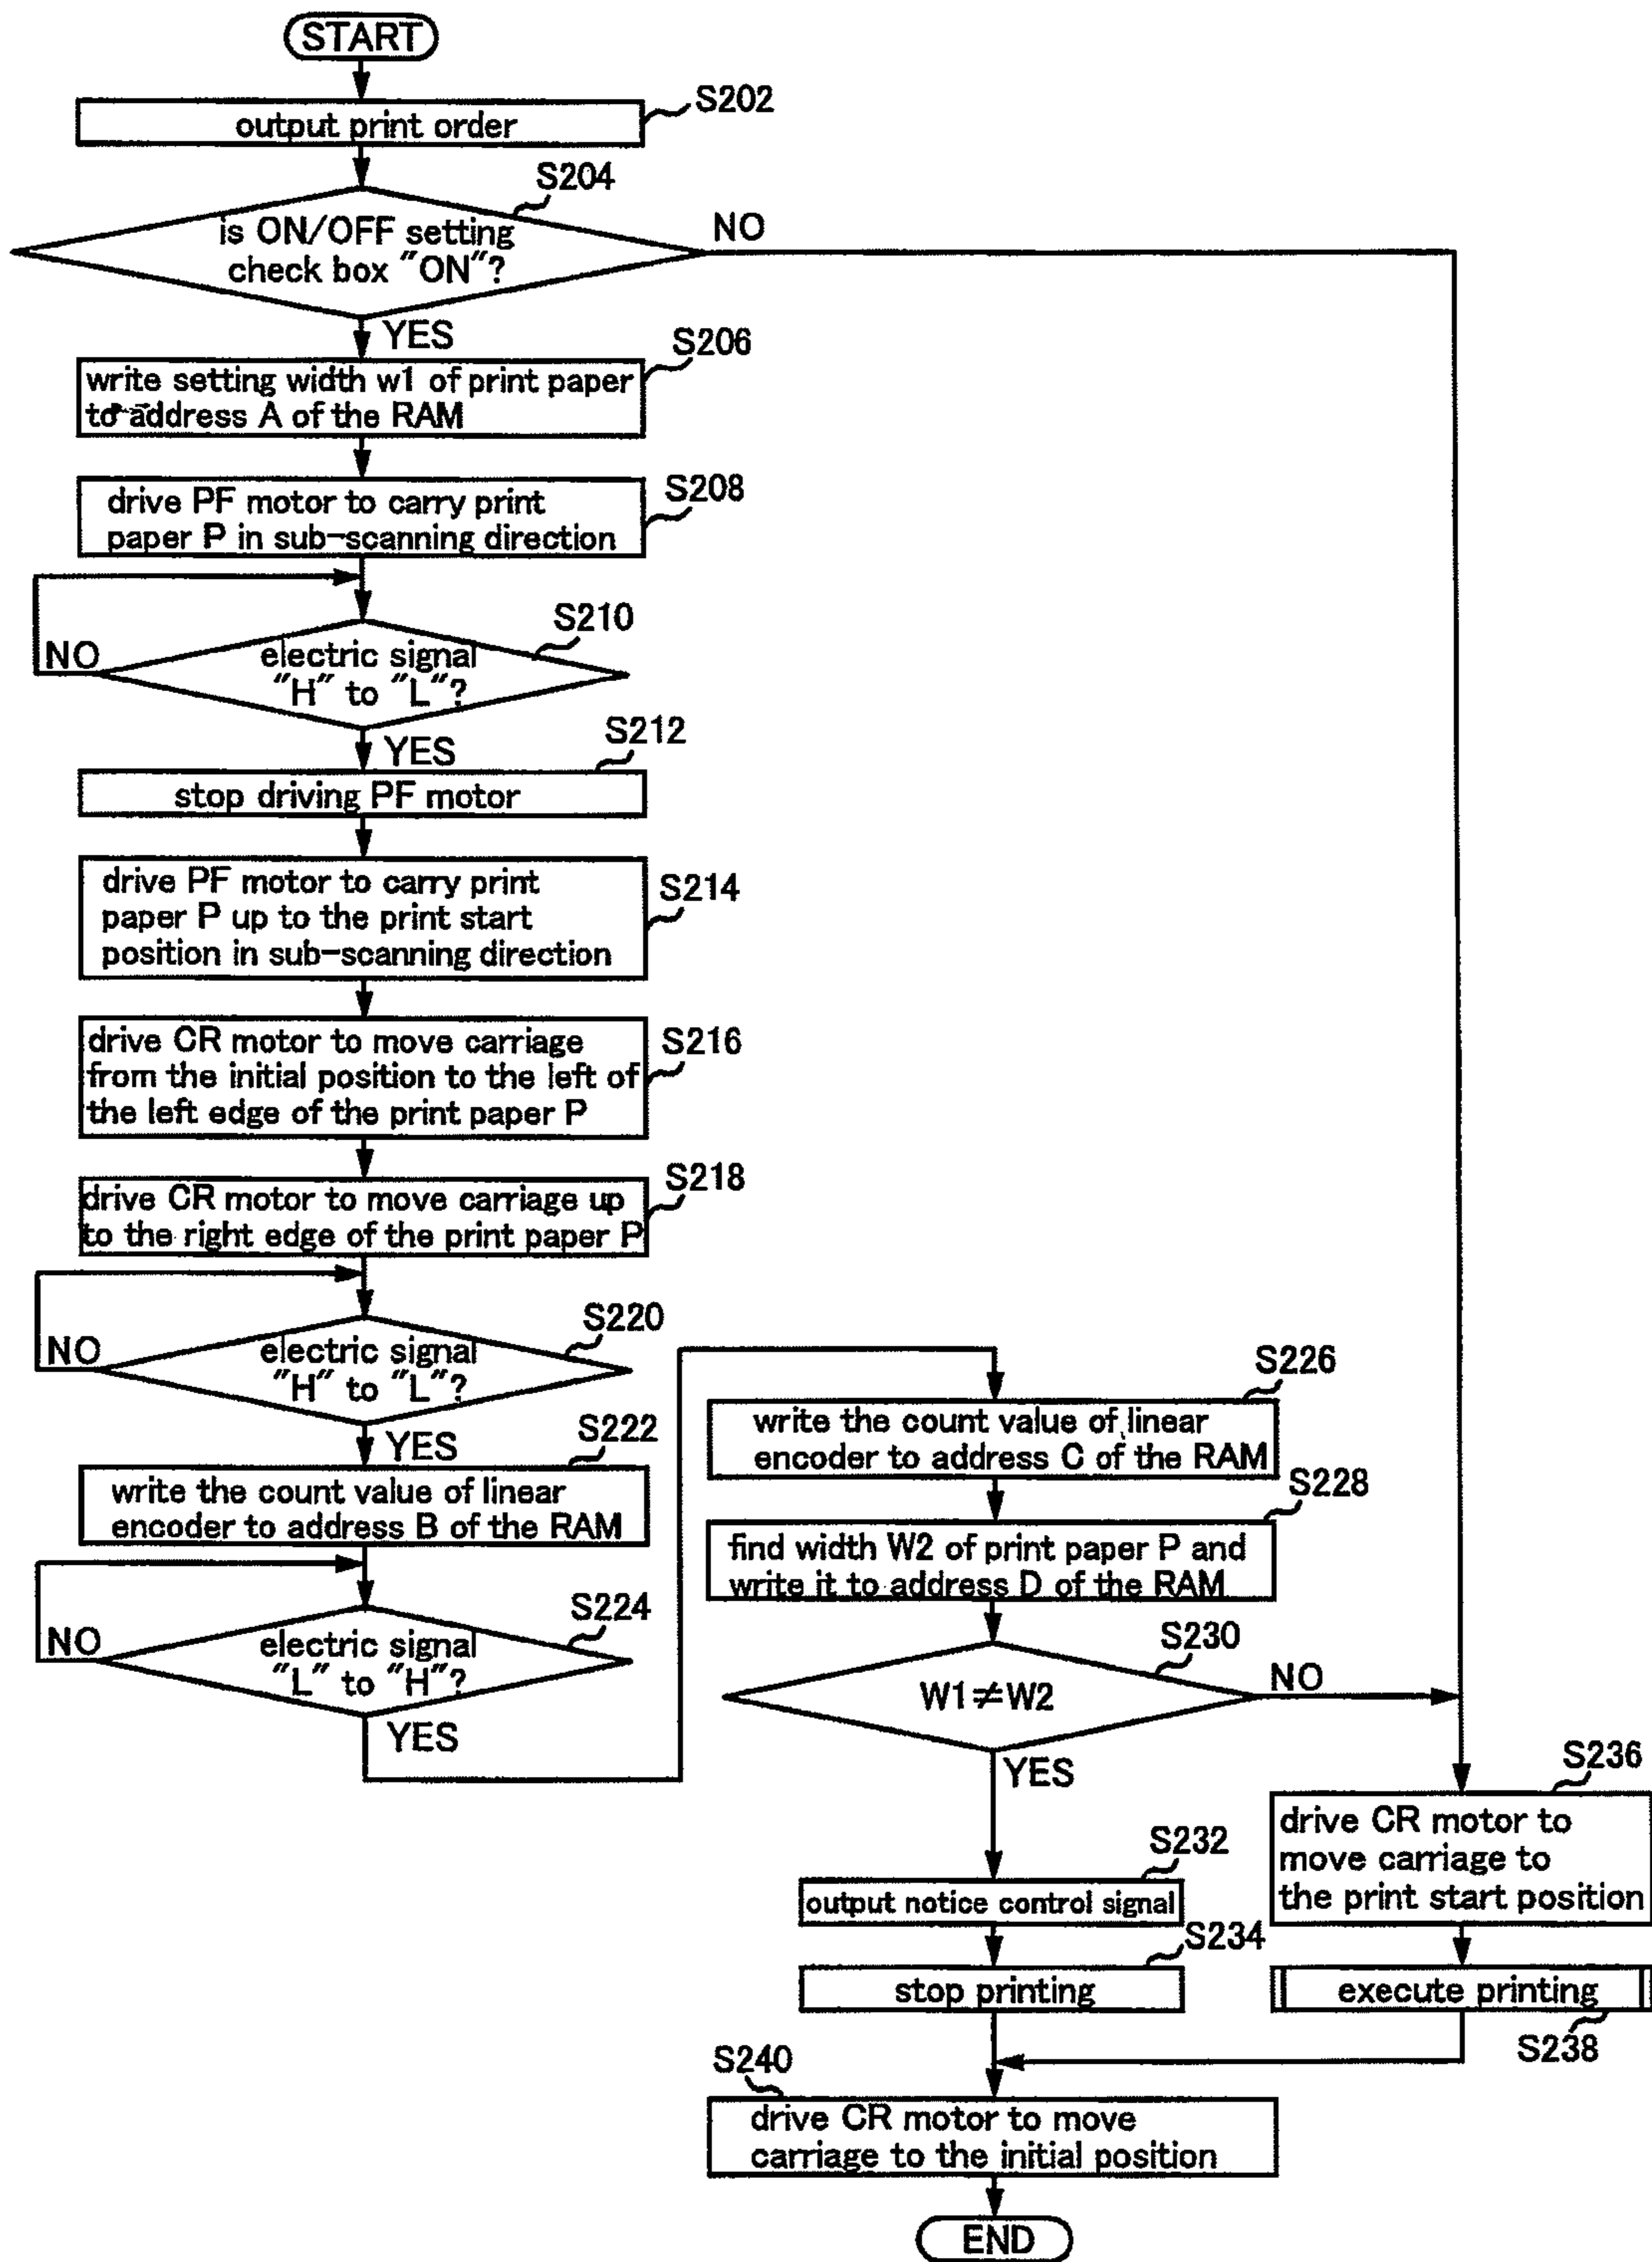 START
S202
output print order
S204
is ON/OFF setting
check box "ON"?
NO
YES
S206
write setting width w1 of print paper
to address A of the RAM
S208
drive PF motor to carry print
paper P in sub-scanning direction
S210
electric signal
"H" to "L"?
NO
YES
S212
stop driving PF motor
S214
drive PF motor to carry print
paper P up to the print start
position in sub-scanning direction
S216
drive CR motor to move carriage
from the initial position to the left of
the left edge of the print paper P
S218
drive CR motor to move carriage up
to the right edge of the print paper P
S220
electric signal
"H" to "L"?
NO
YES
S222
write the count value of linear
encoder to address B of the RAM
S224
electric signal
"L" to "H"?
NO
YES
S226
write the count value of linear
encoder to address C of the RAM
S228
find width W2 of print paper P and
write it to address D of the RAM
S230
W1≠W2
NO
YES
S232
output notice control signal
S234
stop printing
S236
drive CR motor to
move carriage to
the print start position
execute printing
S238
S240
drive CR motor to move
carriage to the initial position
END